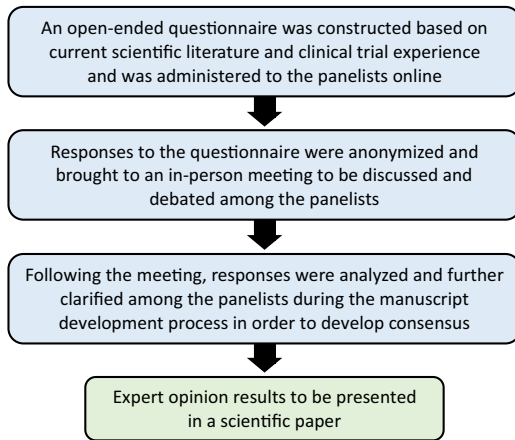 An open-ended questionnaire was constructed based on
current scientific literature and clinical trial experience
and was administered to the panelists online
Responses to the questionnaire were anonymized and
brought to an in-person meeting to be discussed and
debated among the panelists
Following the meeting, responses were analyzed and further
clarified among the panelists during the manuscript
development process in order to develop consensus
Expert opinion results to be presented
in a scientific paper